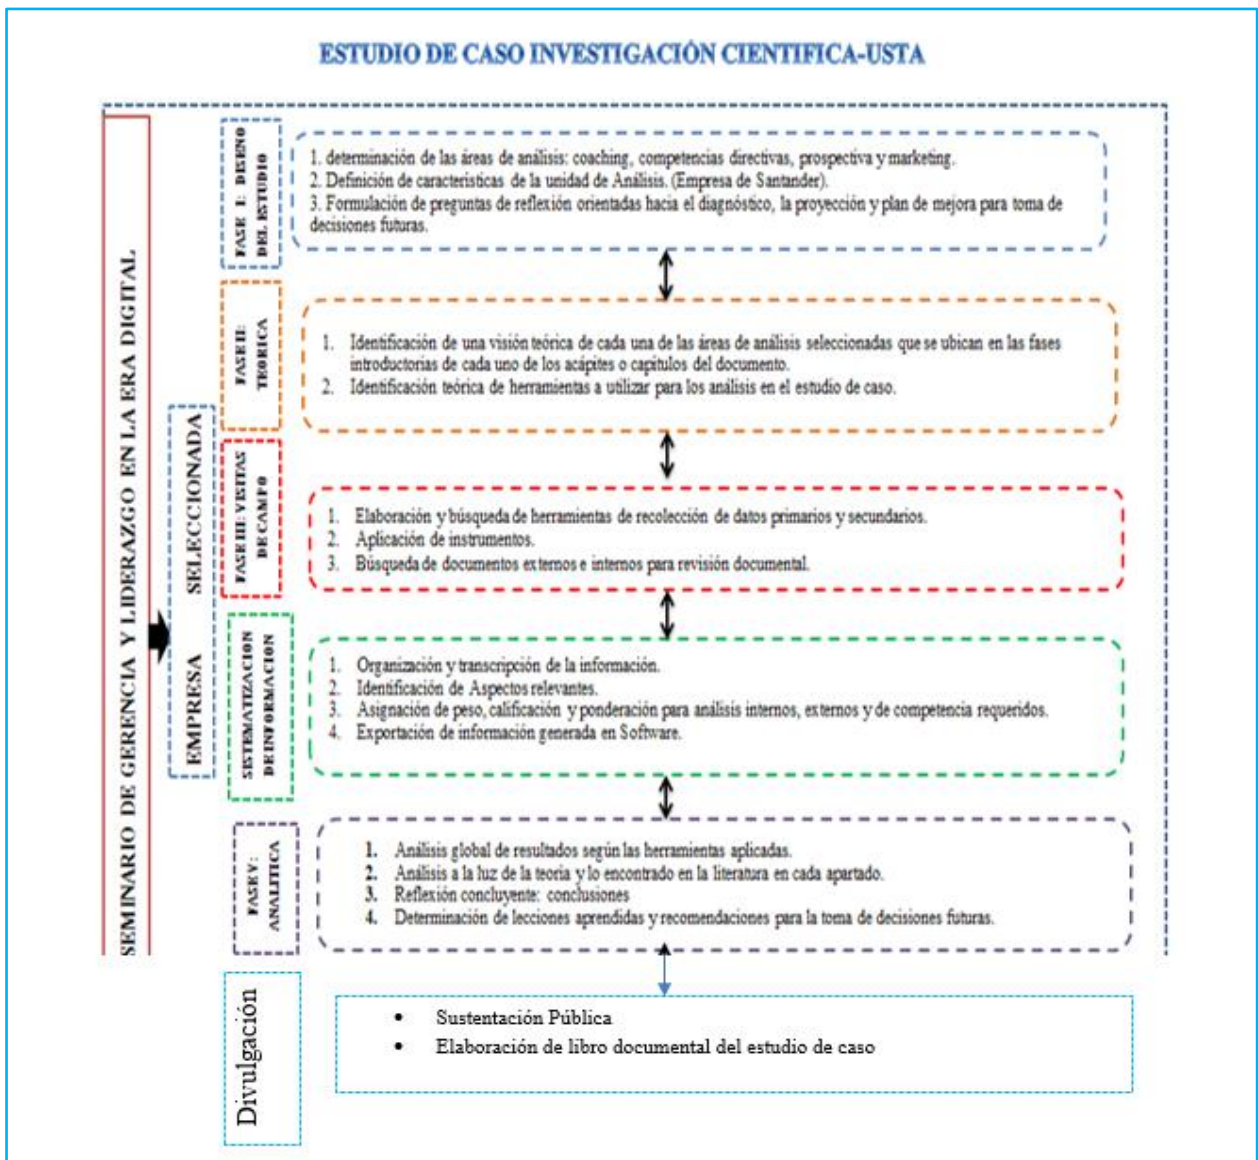 ESTUDIO DE CASO INVESTIGACIÓN CIENTIFICA-USTA
SEMINARIO DE GERENCIA Y LIDERAZGO EN LA ERA DIGITAL
EMPRESA SELECCIONADA
FASE I: DISENO
DEL ESTUDIO
1. determinación de las áreas de análisis: coaching, competencias directivas, prospectiva y marketing.
2. Definición de características de la unidad de Análisis. (Empresa de Santander).
3. Formulación de preguntas de reflexión orientadas hacia el diagnóstico, la proyección y plan de mejora para toma de
decisiones futuras.
FASE II:
TEORICA
1. Identificación de una visión teórica de cada una de las áreas de análisis seleccionadas que se ubican en las fases
introductorias de cada uno de los acápites o capítulos del documento.
2. Identificación teórica de herramientas a utilizar para los análisis en el estudio de caso.
FASE III: VISITAS
DE CAMPO
1. Elaboración y búsqueda de herramientas de recolección de datos primarios y secundarios.
2. Aplicación de instrumentos.
3. Búsqueda de documentos externos e internos para revisión documental.
SISTEMATIZACION
DE INFORMACION
1. Organización y transcripción de la información.
2. Identificación de Aspectos relevantes.
3. Asignación de peso, calificación y ponderación para análisis internos, externos y de competencia requeridos.
4. Exportación de información generada en Software.
FASE V:
ANALITICA
1. Análisis global de resultados según las herramientas aplicadas.
2. Análisis a la luz de la teoria y lo encontrado en la literatura en cada apartado.
3. Reflexión concluyente: conclusiones
4. Determinación de lecciones aprendidas y recomendaciones para la toma de decisiones futuras.
Divulgación
• Sustentación Pública
• Elaboración de libro documental del estudio de caso